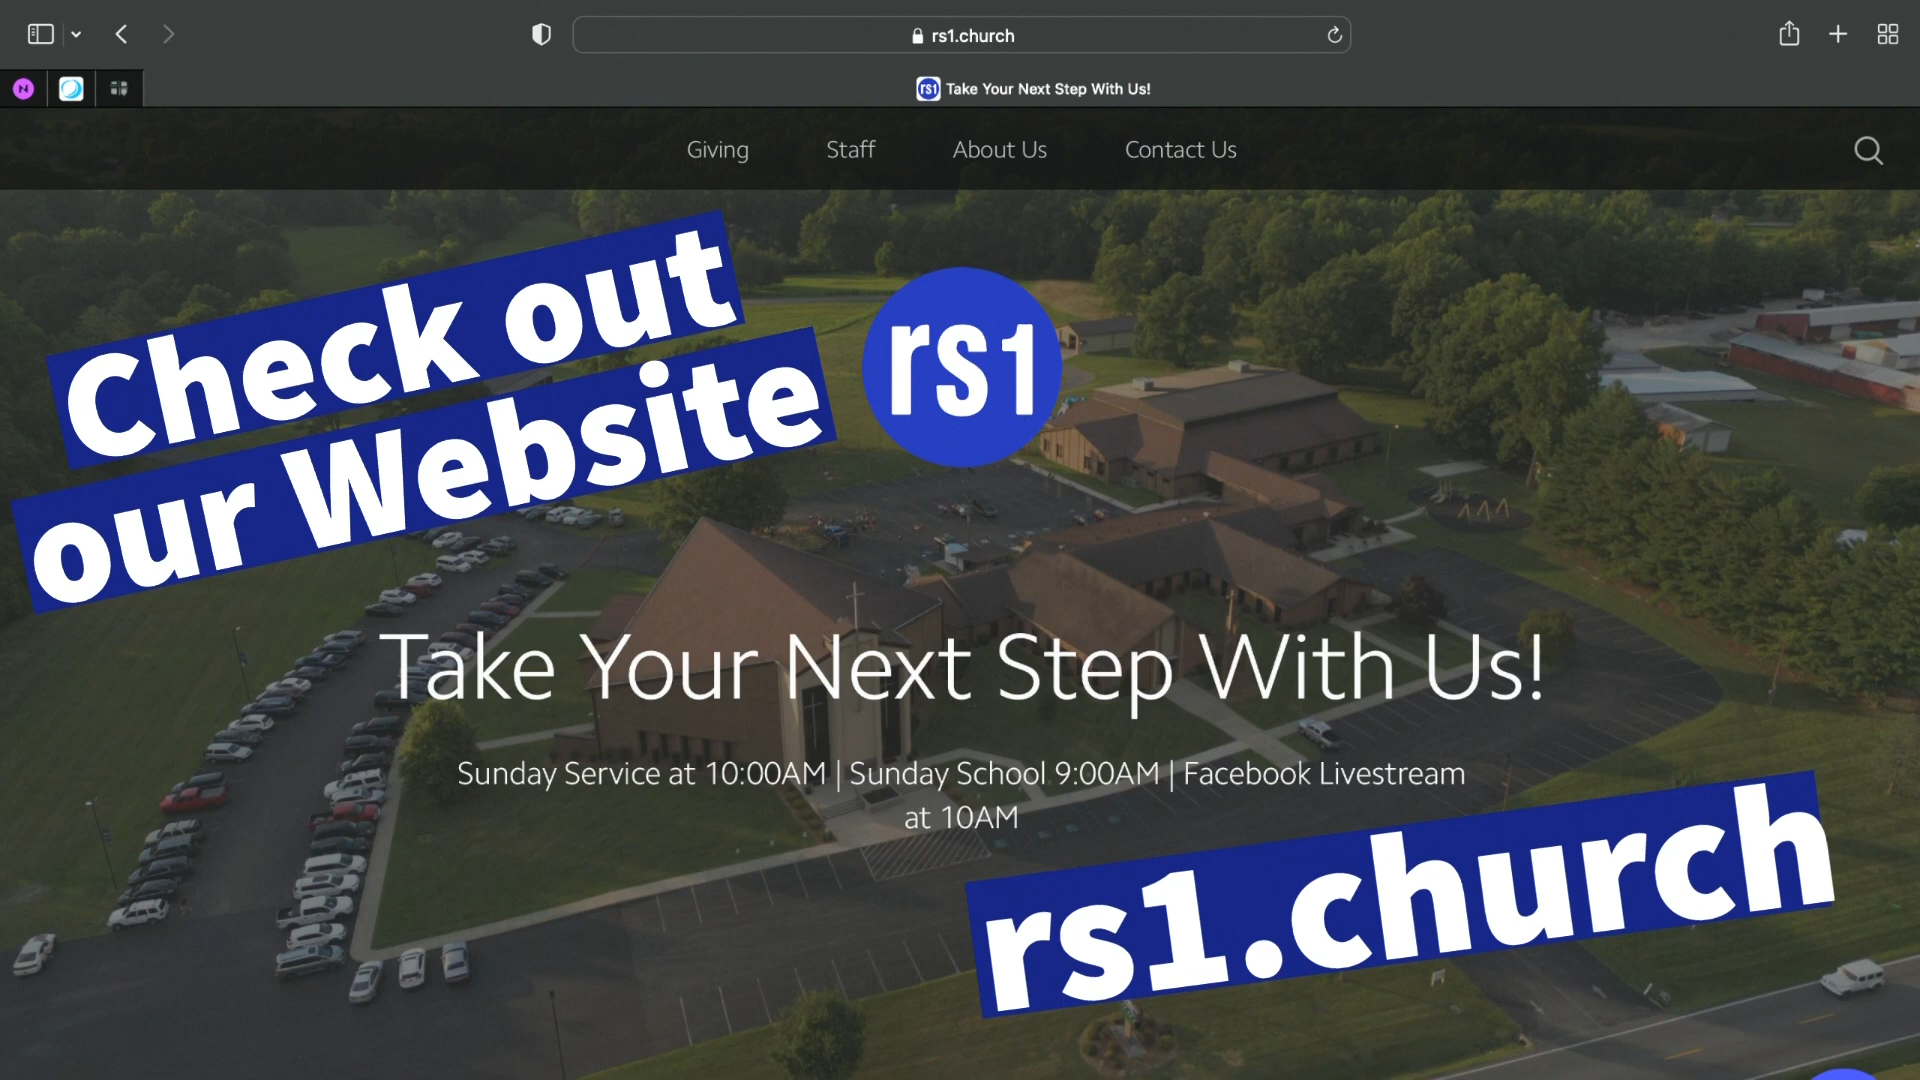 rs1.church
rs1 Take Your Next Step With Us!
Giving Staff About Us Contact Us
Check out
our Website
rs1
Take Your Next Step With Us!
Sunday Service at 10:00AM | Sunday School 9:00AM | Facebook Livestream
at 10AM
rs1.church